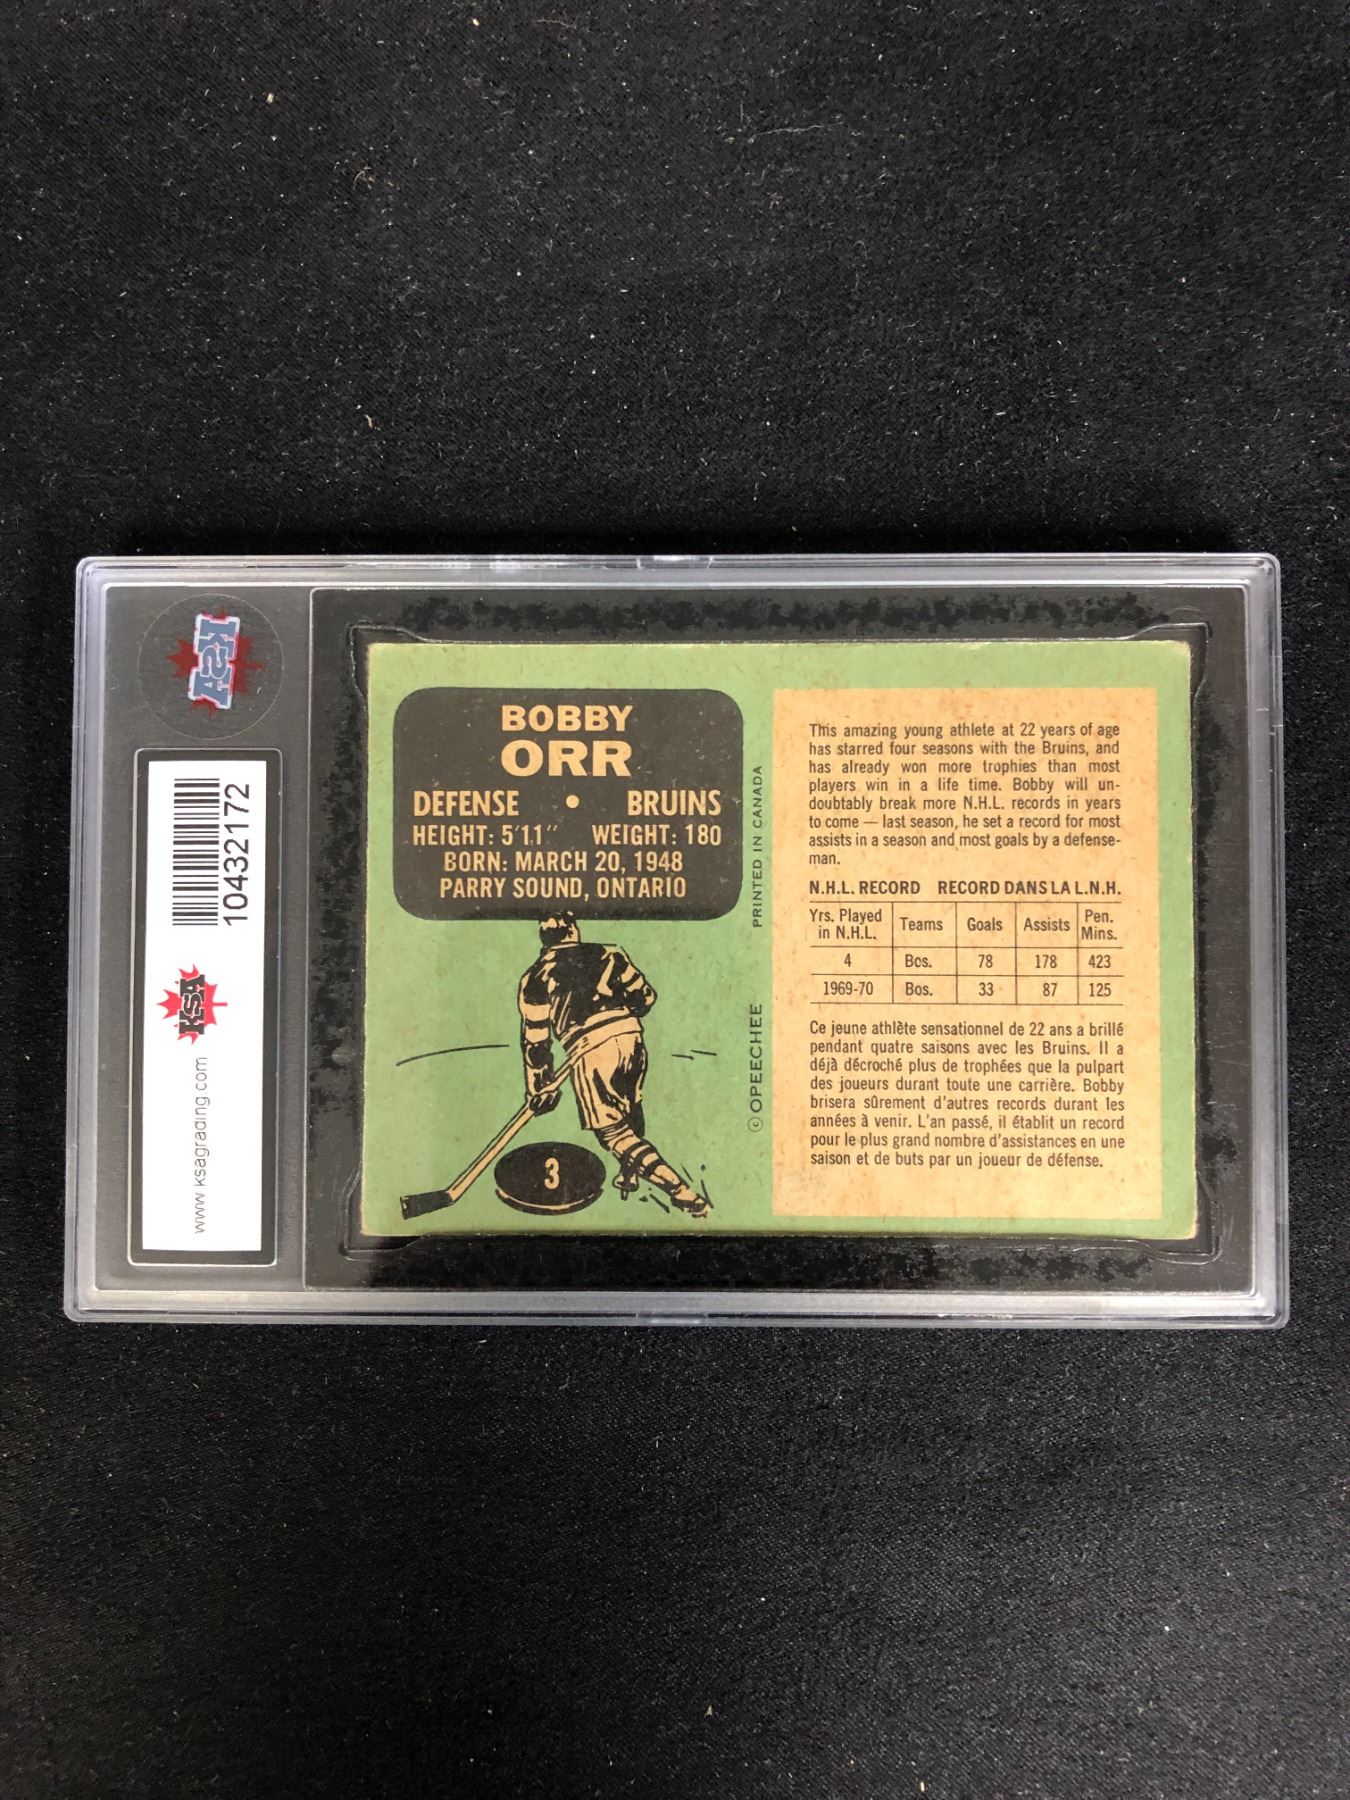 KSA
10432172
KSA
www.ksagrading.com
BOBBY
ORR
DEFENSE • BRUINS
HEIGHT: 5'11" WEIGHT: 180
BORN: MARCH 20, 1948
PARRY SOUND, ONTARIO
3
© OPEECHEE PRINTED IN CANADA
This amazing young athlete at 22 years of age
has starred four seasons with the Bruins, and
has already won more trophies than most
players win in a life time. Bobby will un-
doubtably break more N.H.L. records in years
to come — last season, he set a record for most
assists in a season and most goals by a defense-
man.
N.H.L. RECORD RECORD DANS LA L.N.H.
Yrs. Played in N.H.L. Teams Goals Assists Pen. Mins.
4 Bos. 78 178 423
1969-70 Bos. 33 87 125
Ce jeune athlète sensationnel de 22 ans a brillé
pendant quatre saisons avec les Bruins. Il a
déjà décroché plus de trophées que la pulpart
des joueurs durant toute une carrière. Bobby
brisera sûrement d'autres records durant les
années à venir. L'an passé, il établit un record
pour le plus grand nombre d'assistances en une
saison et de buts par un joueur de défense.